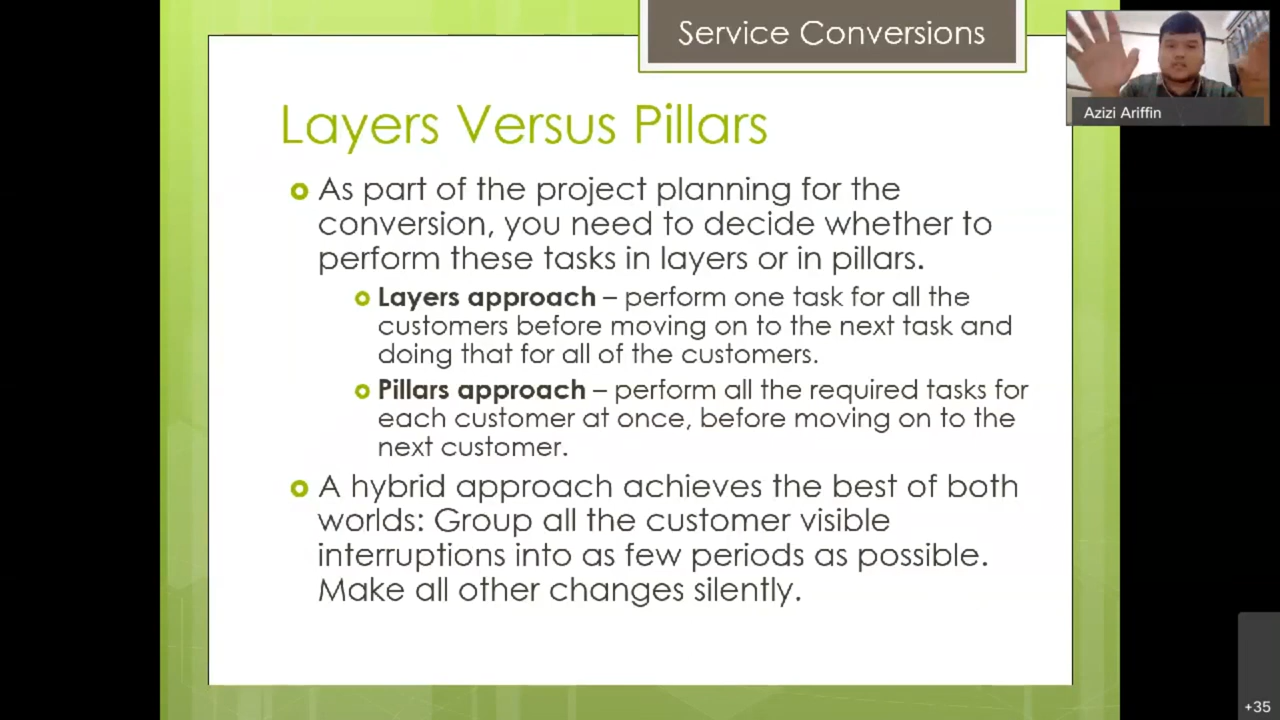 Service Conversions
Azizi Ariffin
Layers Versus Pillars
As part of the project planning for the
conversion, you need to decide whether to
perform these tasks in layers or in pillars.
Layers approach – perform one task for all the
customers before moving on to the next task and
doing that for all of the customers.
Pillars approach – perform all the required tasks for
each customer at once, before moving on to the
next customer.
A hybrid approach achieves the best of both
worlds: Group all the customer visible
interruptions into as few periods as possible.
Make all other changes silently.
+35